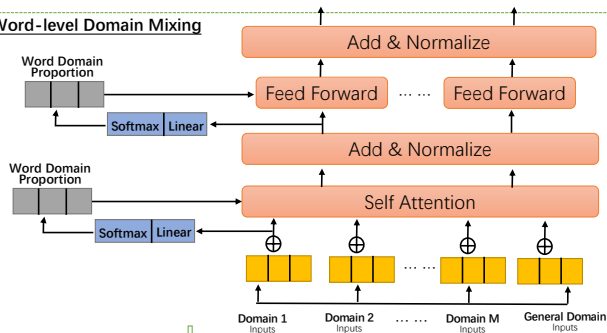 Word-level Domain Mixing
Add & Normalize
Word Domain
Proportion
Feed Forward
... ...
Feed Forward
Softmax Linear
Add & Normalize
Word Domain
Proportion
Self Attention
Softmax Linear
... ...
Domain 1
Inputs
Domain 2
Inputs
... ...
Domain M
Inputs
General Domain
Inputs